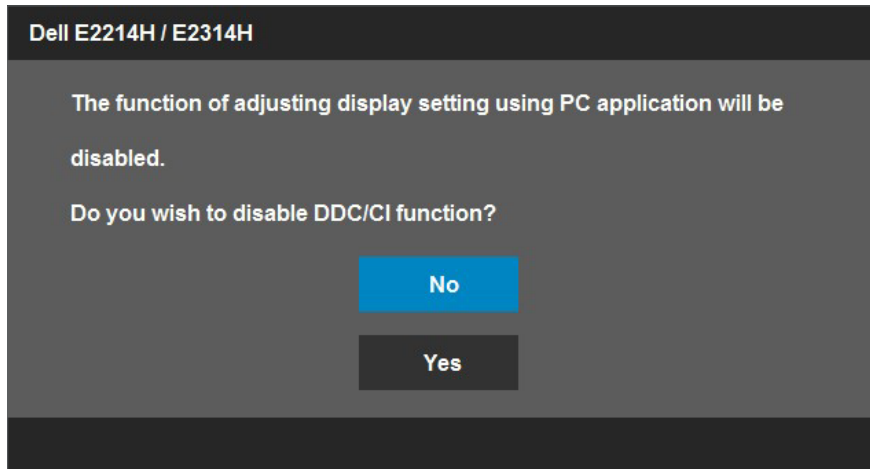 Dell E2214H / E2314H
The function of adjusting display setting using PC application will be
disabled.
Do you wish to disable DDC/CI function?
No
Yes